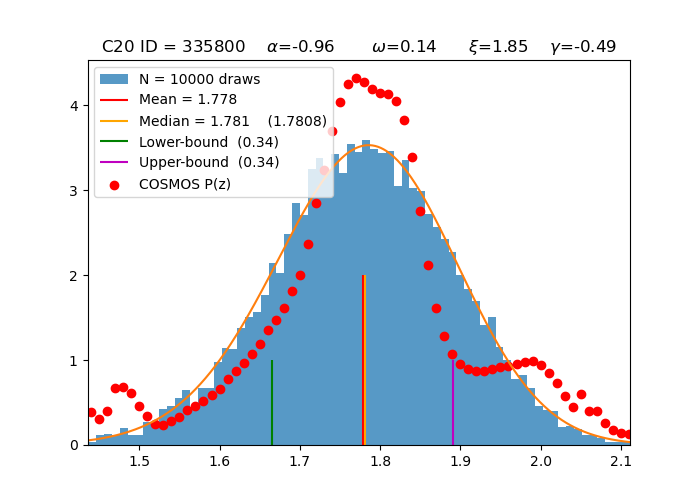 C20 ID = 335800 α=-0.96 ω=0.14 ξ=1.85 γ=-0.49
N = 10000 draws
Mean = 1.778
Median = 1.781 (1.7808)
Lower-bound (0.34)
Upper-bound (0.34)
COSMOS P(z)
4
3
2
1
0
1.5 1.6 1.7 1.8 1.9 2.0 2.1